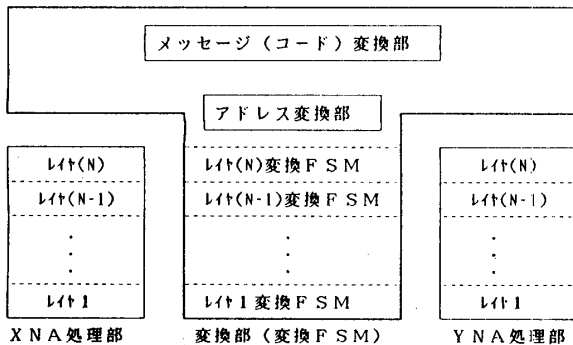 メッセージ（コード）変換部
アドレス変換部
ﾚｲﾔ(N) ﾚｲﾔ(N)変換ＦＳＭ ﾚｲﾔ(N)
ﾚｲﾔ(N-1) ﾚｲﾔ(N-1)変換ＦＳＭ ﾚｲﾔ(N-1)
ﾚｲﾔ1 ﾚｲﾔ1変換ＦＳＭ ﾚｲﾔ1
ＸＮＡ処理部 変換部（変換ＦＳＭ） ＹＮＡ処理部